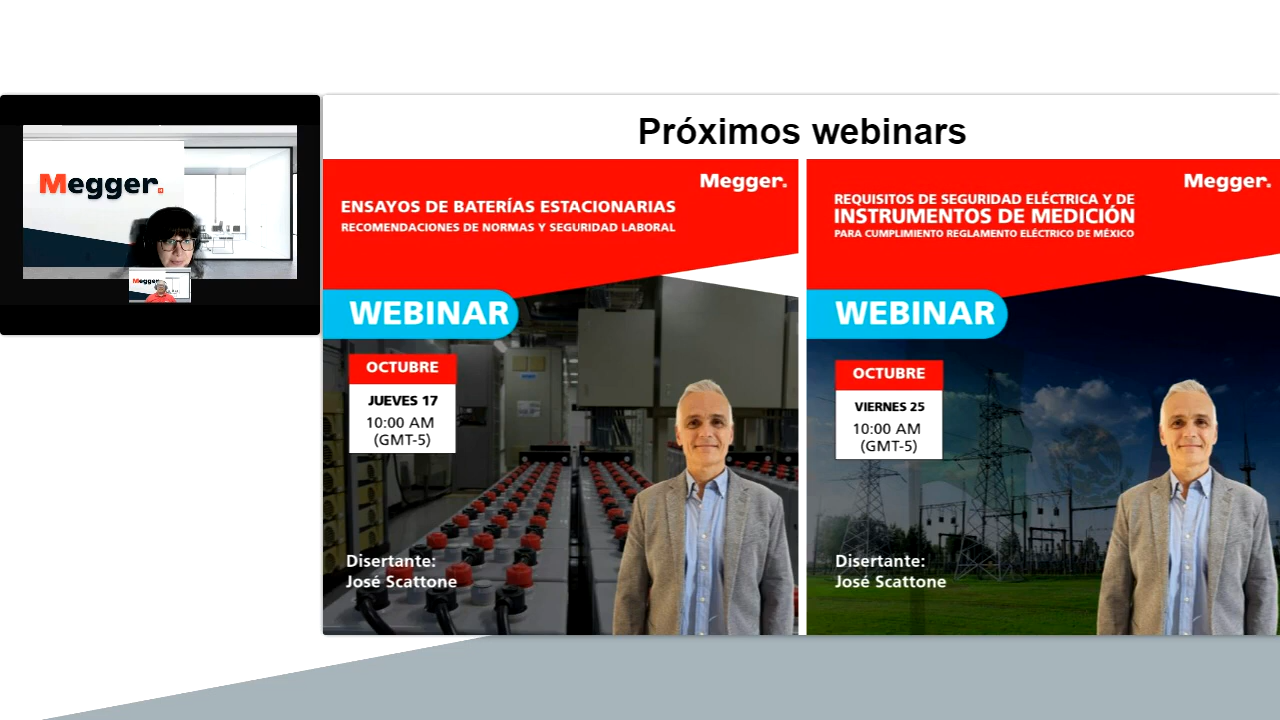 Próximos webinars
Megger.
Megger.
Megger.
ENSAYOS DE BATERÍAS ESTACIONARIAS
RECOMENDACIONES DE NORMAS Y SEGURIDAD LABORAL
WEBINAR
OCTUBRE
JUEVES 17
10:00 AM
(GMT-5)
Disertante:
José Scattone
Megger.
REQUISITOS DE SEGURIDAD ELÉCTRICA Y DE
INSTRUMENTOS DE MEDICIÓN
PARA CUMPLIMIENTO REGLAMENTO ELÉCTRICO DE MÉXICO
WEBINAR
OCTUBRE
VIERNES 25
10:00 AM
(GMT-5)
Disertante:
José Scattone